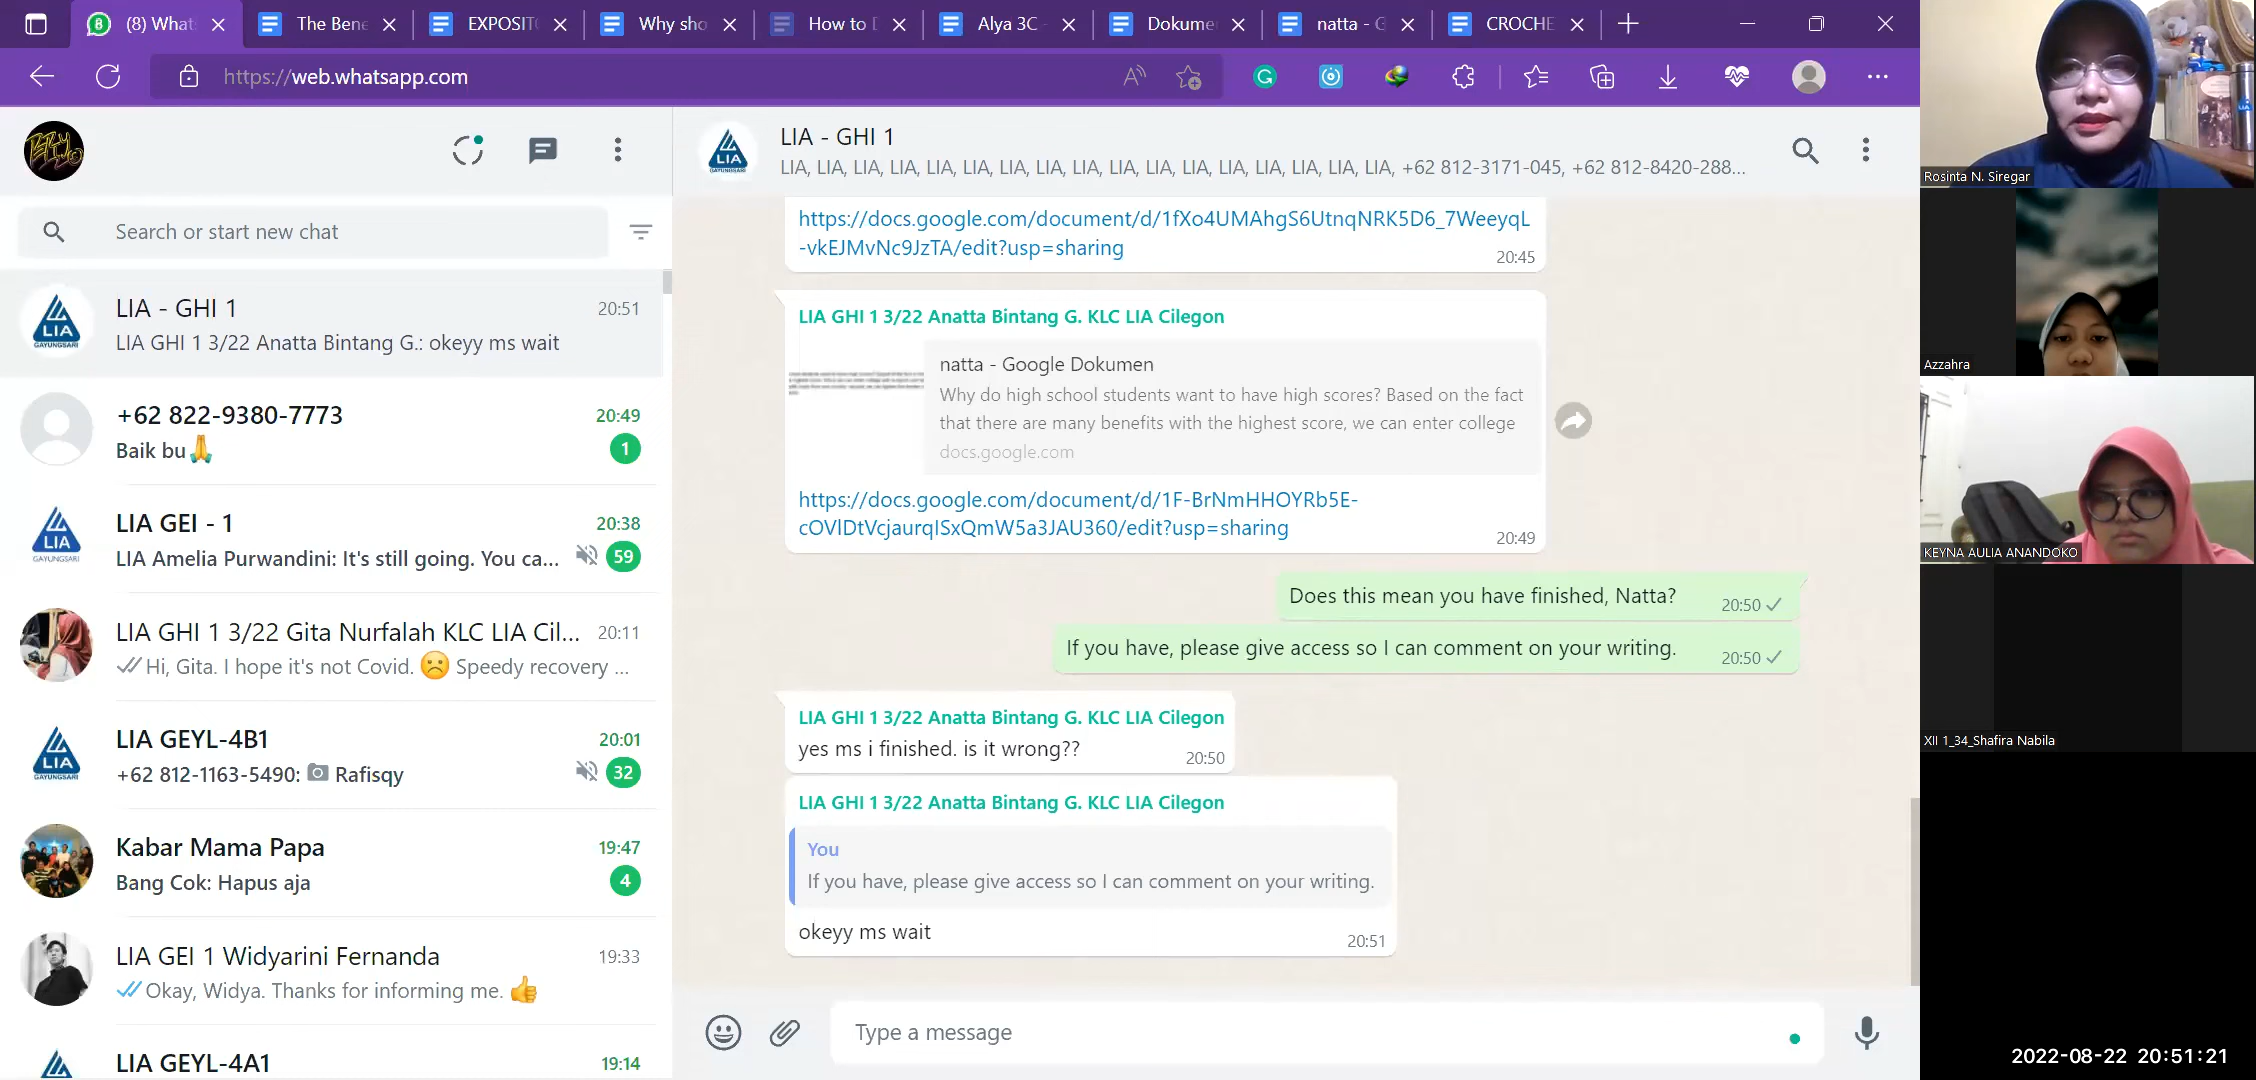 (8) What
The Bene
EXPOSIT
Why sho
How to D
Alya 3C -
Dokume
natta - G
CROCHE
https://web.whatsapp.com
Search or start new chat
LIA - GHI 1
20:51
LIA GHI 1 3/22 Anatta Bintang G.: okeyy ms wait
+62 822-9380-7773
20:49
Baik bu🙏
1
LIA GEI - 1
20:38
LIA Amelia Purwandini: It's still going. You ca...
59
LIA GHI 1 3/22 Gita Nurfalah KLC LIA Cil...
20:11
Hi, Gita. I hope it's not Covid. ☹️ Speedy recovery ...
LIA GEYL-4B1
20:01
+62 812-1163-5490: 📷 Rafisqy
32
Kabar Mama Papa
19:47
Bang Cok: Hapus aja
4
LIA GEI 1 Widyarini Fernanda
19:33
Okay, Widya. Thanks for informing me. 👍
LIA GEYL-4A1
19:14
LIA - GHI 1
LIA, LIA, LIA, LIA, LIA, LIA, LIA, LIA, LIA, LIA, LIA, LIA, LIA, LIA, LIA, LIA, LIA, +62 812-3171-045, +62 812-8420-288...
https://docs.google.com/document/d/1fXo4UMAhgS6UtnqNRK5D6_7WeeyqL
-vkEJMvNc9JzTA/edit?usp=sharing
20:45
LIA GHI 1 3/22 Anatta Bintang G. KLC LIA Cilegon
natta - Google Dokumen
Why do high school students want to have high scores? Based on the fact
that there are many benefits with the highest score, we can enter college
docs.google.com
https://docs.google.com/document/d/1F-BrNmHHOYRb5E-
cOVlDtVcjaurqISxQmW5a3JAU360/edit?usp=sharing
20:49
Does this mean you have finished, Natta?
20:50
If you have, please give access so I can comment on your writing.
20:50
LIA GHI 1 3/22 Anatta Bintang G. KLC LIA Cilegon
yes ms i finished. is it wrong??
20:50
LIA GHI 1 3/22 Anatta Bintang G. KLC LIA Cilegon
You
If you have, please give access so I can comment on your writing.
okeyy ms wait
20:51
Type a message
Rosinta N. Siregar
Azzahra
KEYNA AULIA ANANDOKO
XII 1_34_Shafira Nabila
2022-08-22 20:51:21